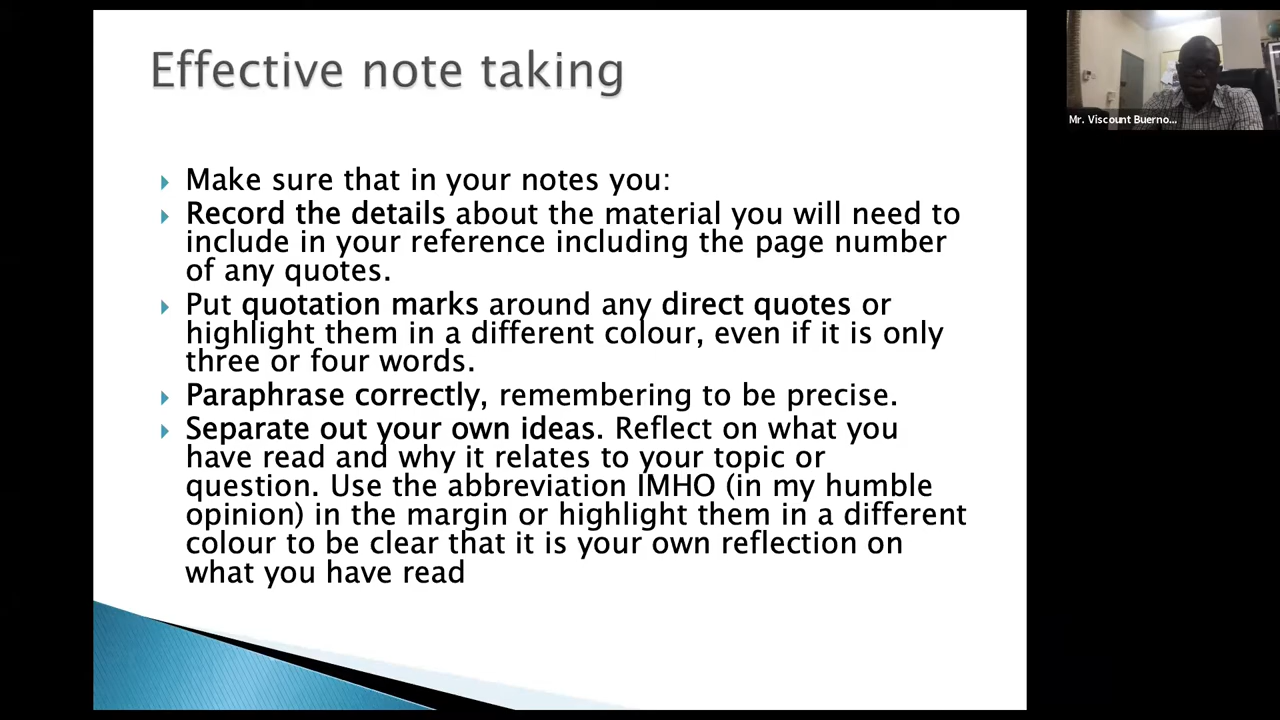 Effective note taking
Make sure that in your notes you:
Record the details about the material you will need to
include in your reference including the page number
of any quotes.
Put quotation marks around any direct quotes or
highlight them in a different colour, even if it is only
three or four words.
Paraphrase correctly, remembering to be precise.
Separate out your own ideas. Reflect on what you
have read and why it relates to your topic or
question. Use the abbreviation IMHO (in my humble
opinion) in the margin or highlight them in a different
colour to be clear that it is your own reflection on
what you have read
Mr. Viscount Buerno...